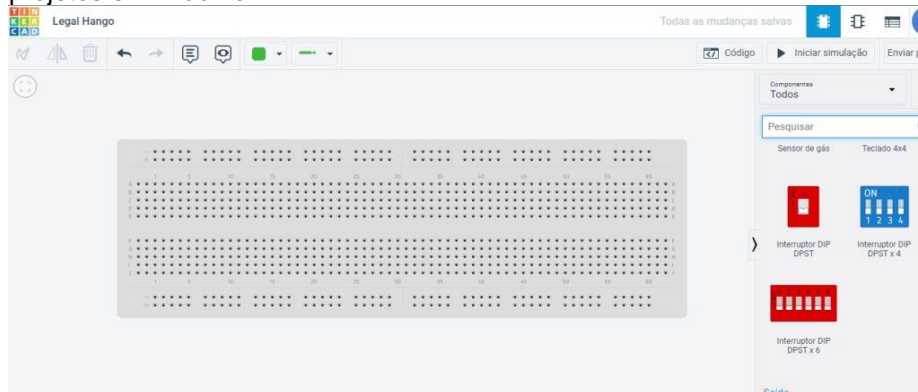 TIN
KER
CAD
Legal Hango
Todas as mudanças salvas
Código
Iniciar simulação
Enviar
Componentes
Todos
Pesquisar
Sensor de gás
Teclado 4x4
ON
1 2 3 4
Interruptor DIP
DPST
Interruptor DIP
DPST x 4
Interruptor DIP
DPST x 6